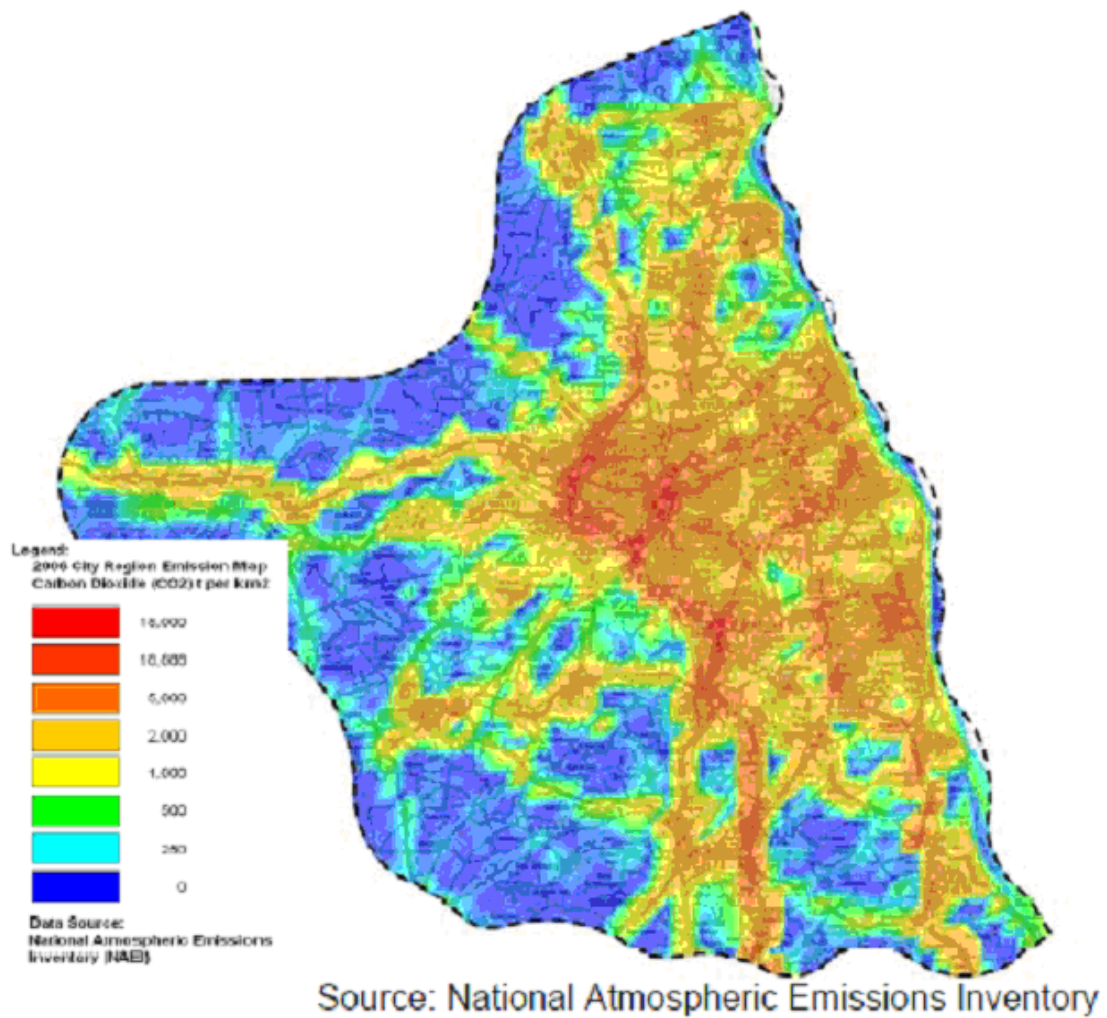 Legend:
2006 City Region Emission Map
Carbon Dioxide (CO2) t per km2
5,000
2,000
1,000
500
250
0
Data Source:
National Atmospheric Emissions
Inventory (NAEI)
Source: National Atmospheric Emissions Inventory